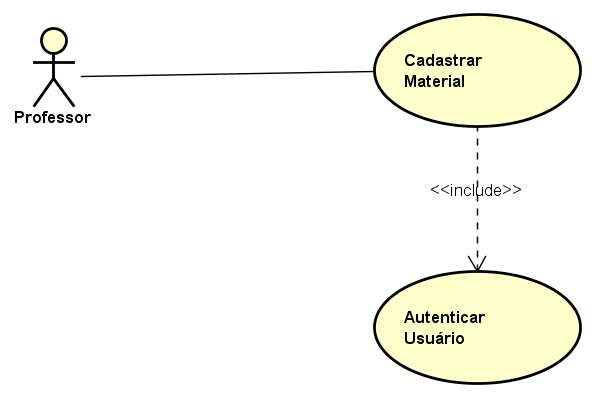 Cadastrar
Material
Professor
<<include>>
Autenticar
Usuário